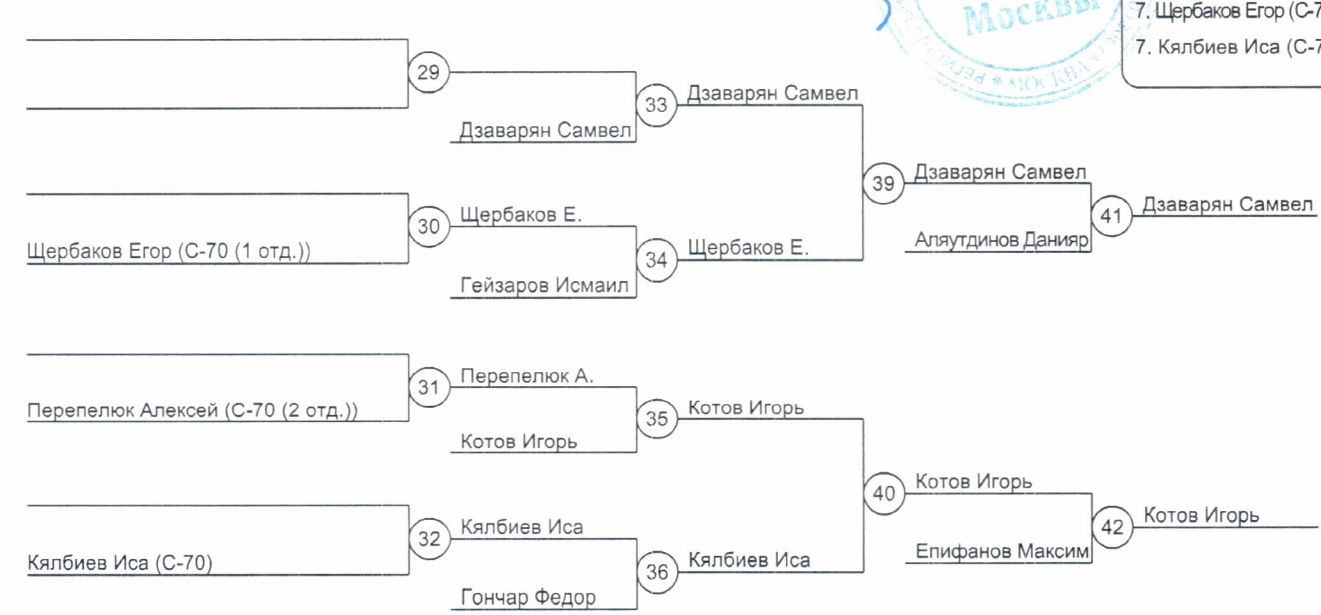 7. Щербаков Егор (С-7
7. Кялбиев Иса (С-7
Москвы
МОСКВА
29
Дзаварян Самвел
33
Дзаварян Самвел
Щербаков Егор (С-70 (1 отд.))
30
Щербаков Е.
Гейзаров Исмаил
34
Щербаков Е.
39
Дзаварян Самвел
Аляутдинов Данияр
41
Дзаварян Самвел
Перепелюк Алексей (С-70 (2 отд.))
31
Перепелюк А.
Котов Игорь
35
Котов Игорь
Кялбиев Иса (С-70)
32
Кялбиев Иса
Гончар Федор
36
Кялбиев Иса
40
Котов Игорь
Епифанов Максим
42
Котов Игорь